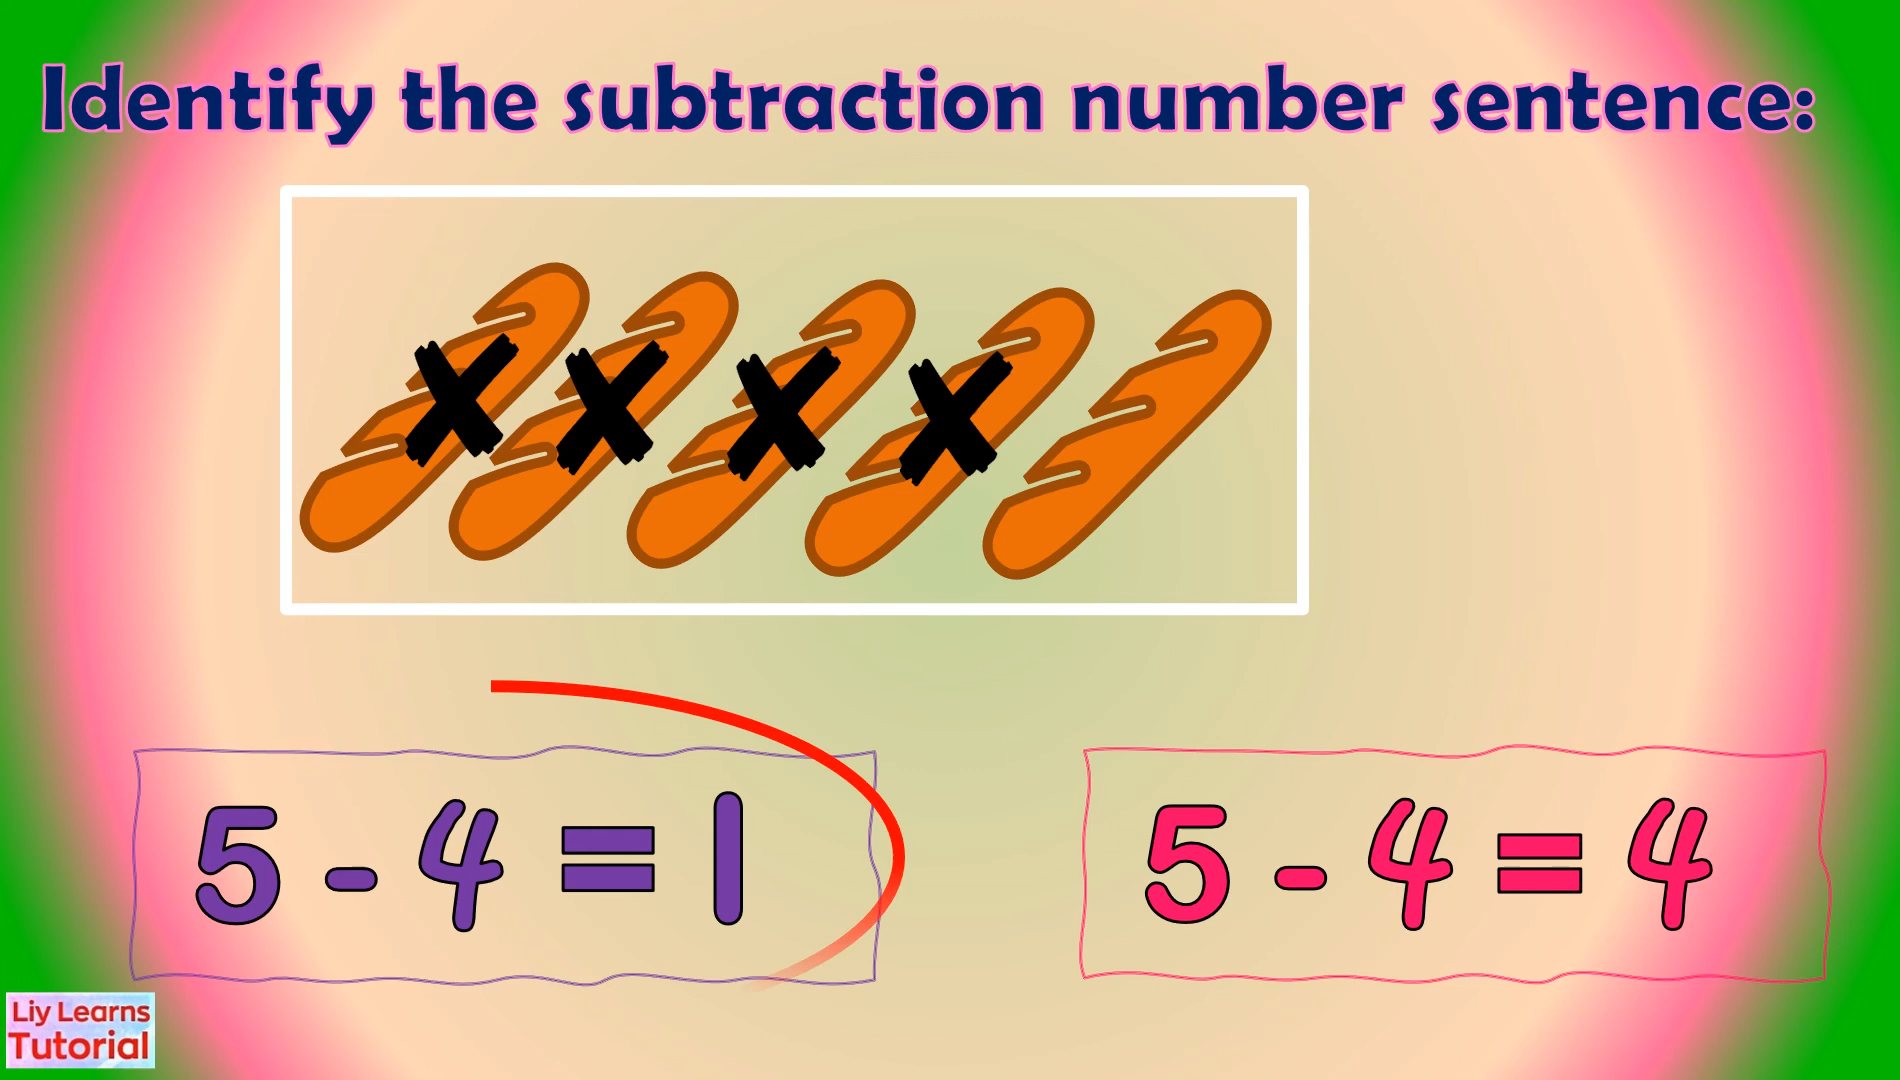 Identify the subtraction number sentence:
5 - 4 = 1
5 - 4 = 4
Liy Learns
Tutorial